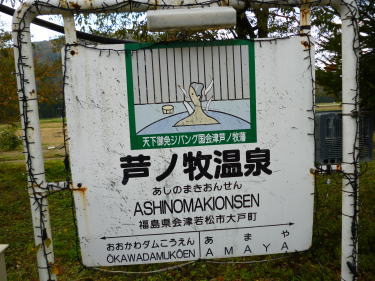 天下御免ジパング国会津芦ノ牧藩
芦ノ牧温泉
あしのまきおんせん
ASHINOMAKIONSEN
福島県会津若松市大戸町
おおかわダムこうえん
ŌKAWADAMUKŌEN
あまや
AMAYA